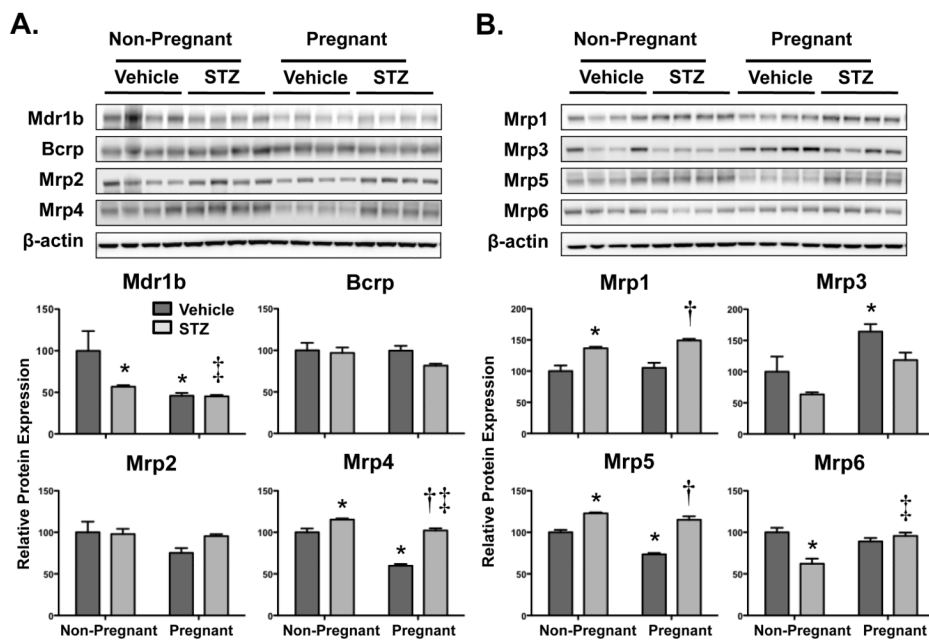 A.
Non-Pregnant Pregnant
Vehicle STZ Vehicle STZ
Mdr1b
Bcrp
Mrp2
Mrp4
β-actin
B.
Non-Pregnant Pregnant
Vehicle STZ Vehicle STZ
Mrp1
Mrp3
Mrp5
Mrp6
β-actin
Relative Protein Expression
Mdr1b
Vehicle
STZ
150
100
50
0
* * ‡
Bcrp
150
100
50
0
Mrp2
150
100
50
0
Non-Pregnant Pregnant
Mrp4
150
100
50
0
* * †‡
Non-Pregnant Pregnant
Relative Protein Expression
Mrp1
200
150
100
50
0
* †
Mrp3
200
150
100
50
0
*
Mrp5
150
100
50
0
* * †
Non-Pregnant Pregnant
Mrp6
150
100
50
0
* ‡
Non-Pregnant Pregnant